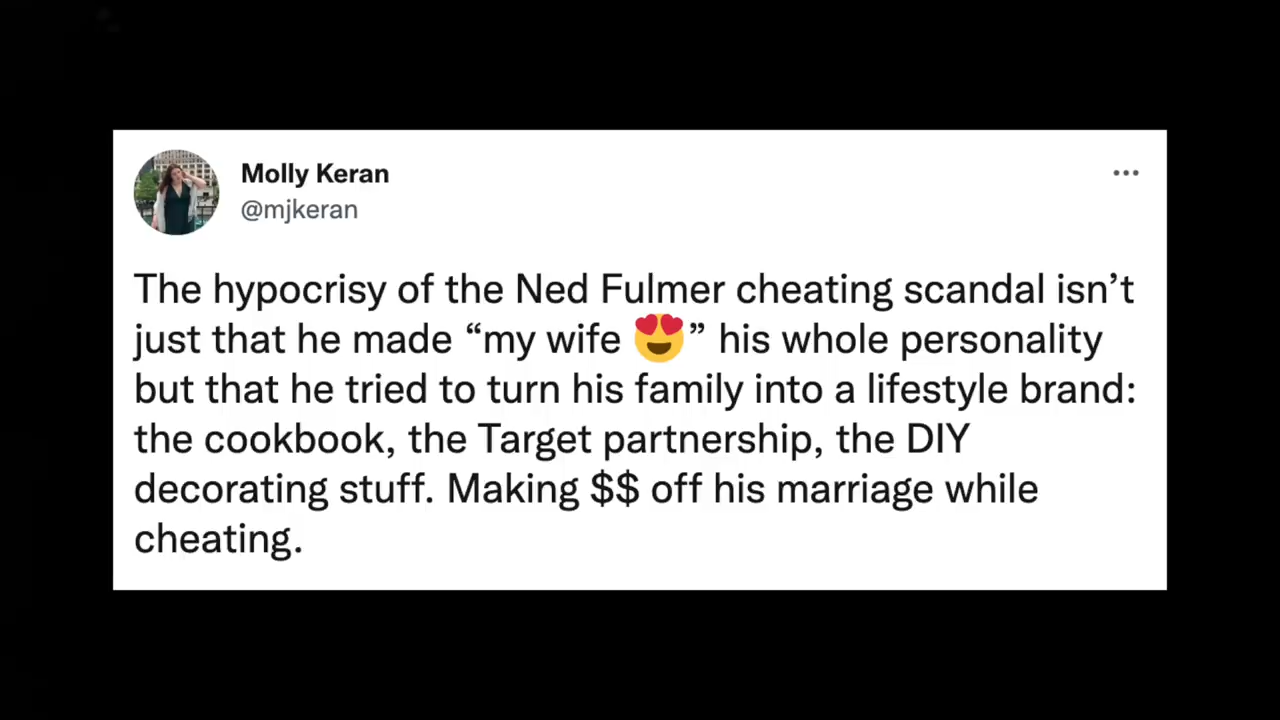 Molly Keran
@mjkeran
The hypocrisy of the Ned Fulmer cheating scandal isn’t
just that he made “my wife 😍” his whole personality
but that he tried to turn his family into a lifestyle brand:
the cookbook, the Target partnership, the DIY
decorating stuff. Making $$ off his marriage while
cheating.